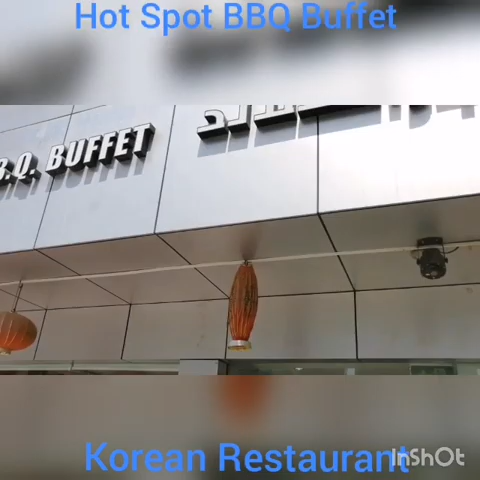 Hot Spot BBQ Buffet
B.Q. BUFFET
Korean Restaurant
InShOt